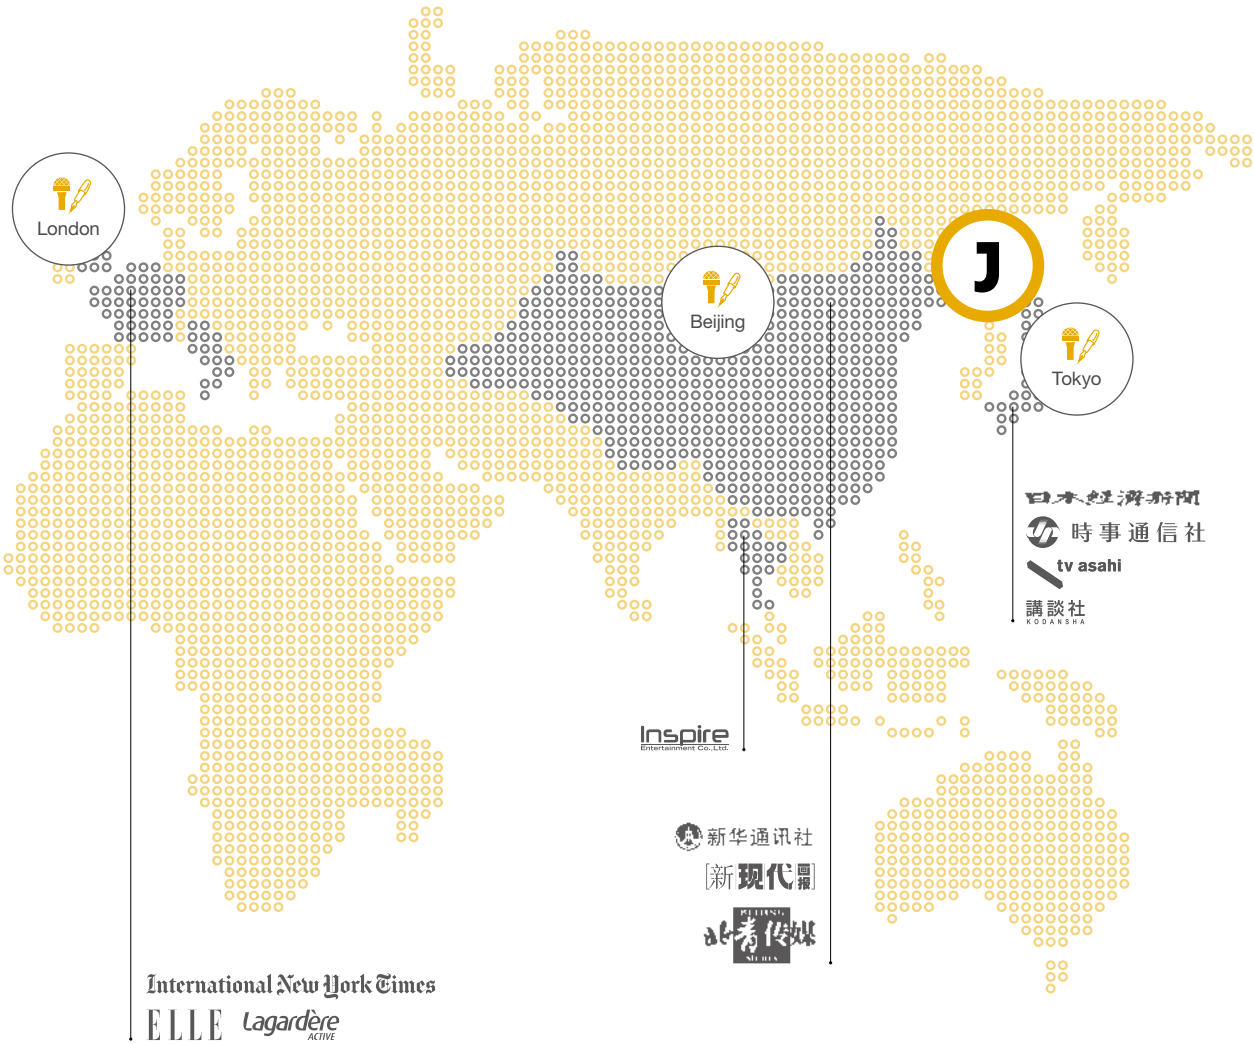 London
J
Beijing
Tokyo
日本経済新聞
時事通信社
tv asahi
講談社
KODANSHA
Inspire
Entertainment Co.,Ltd.
新华通讯社
新现代画报
北青传媒
International New York Times
ELLE Lagardère
ACTIVE